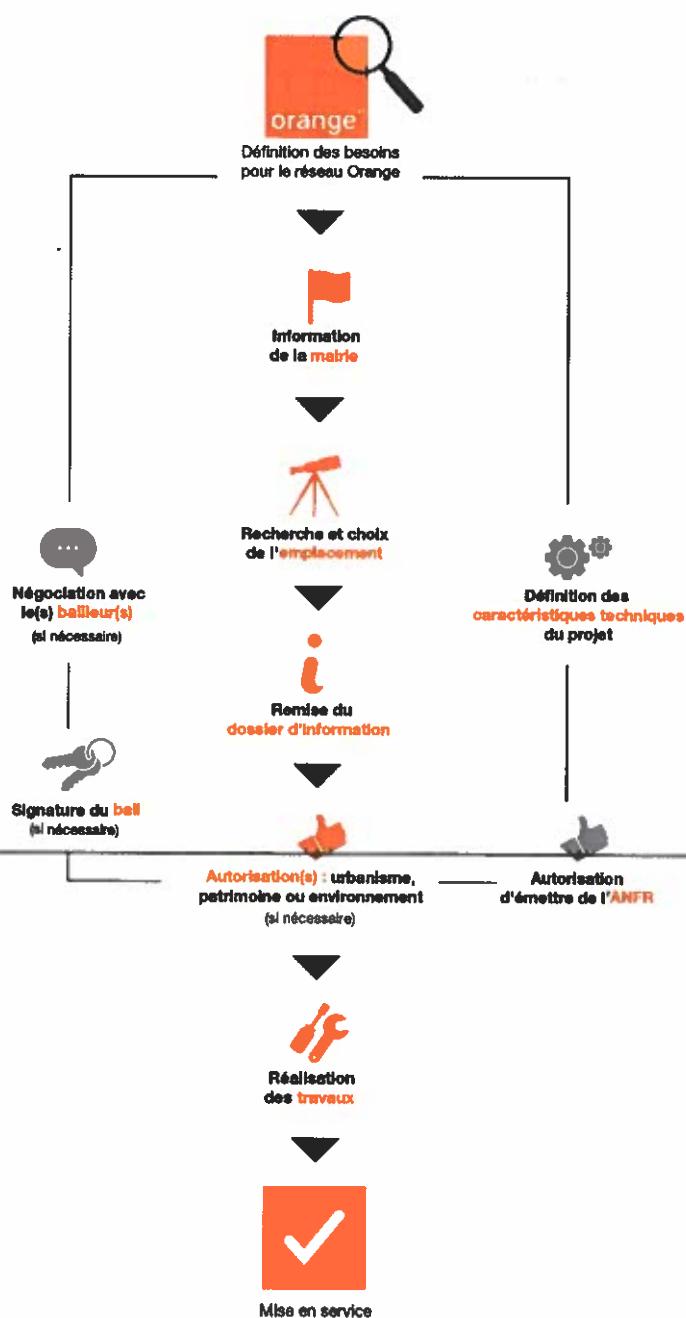 orange
Définition des besoins
pour le réseau Orange
Information
de la mairie
Recherche et choix
de l'emplacement
Négociation avec
le(s) bailleur(s)
(si nécessaire)
Définition des
caractéristiques techniques
du projet
Remise du
dossier d'information
Signature du bail
(si nécessaire)
Autorisation(s) : urbanisme,
patrimoine ou environnement
(si nécessaire)
Autorisation
d'émettre de l'ANFR
Réalisation
des travaux
Mise en service